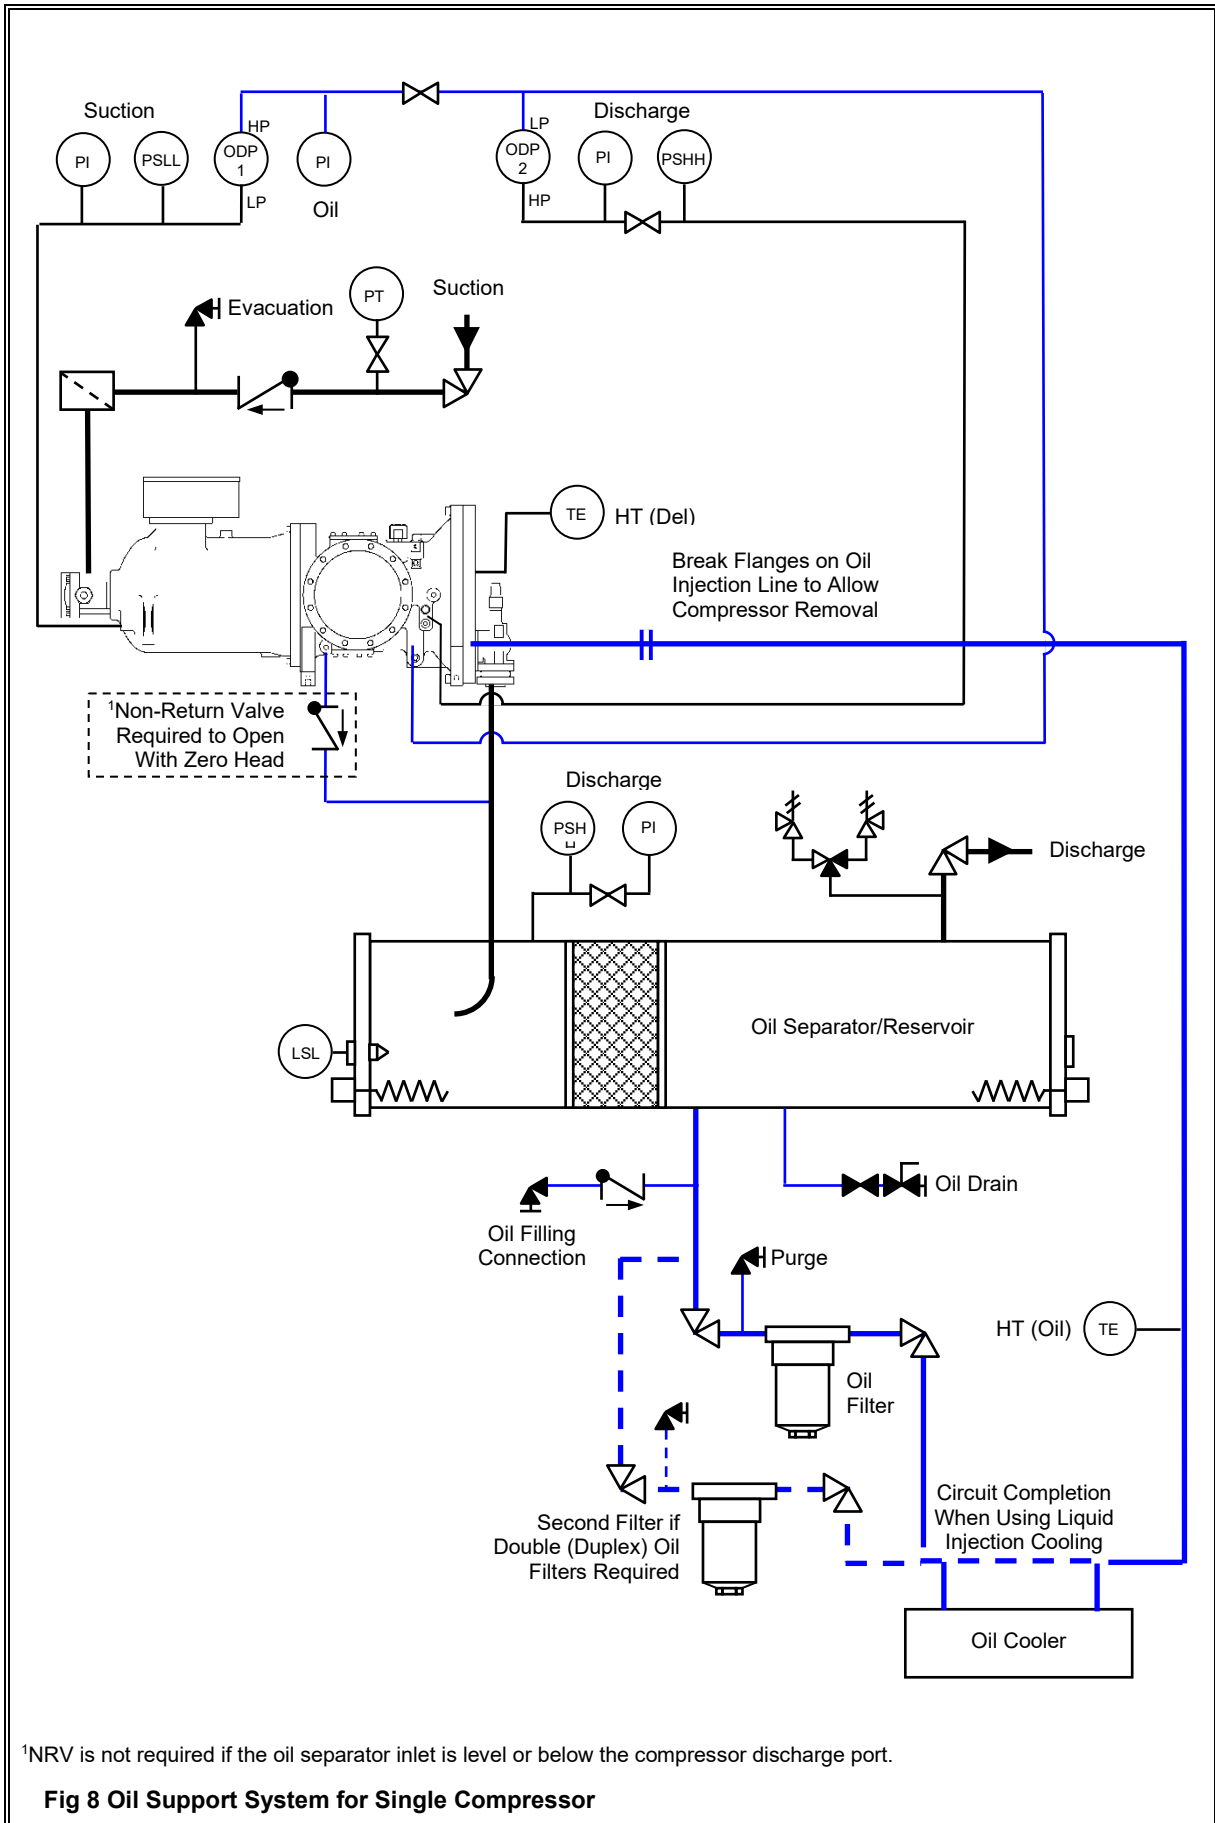 Suction
Discharge
HP
LP
PI
PSLL
ODP
1
PI
ODP
2
PI
PSHH
LP
HP
Oil
Evacuation
PT
Suction
TE
HT (Del)
Break Flanges on Oil
Injection Line to Allow
Compressor Removal
¹Non-Return Valve
Required to Open
With Zero Head
Discharge
PSH
H
PI
Discharge
Oil Separator/Reservoir
LSL
Oil Drain
Oil Filling
Connection
Purge
HT (Oil)
TE
Oil
Filter
Circuit Completion
When Using Liquid
Injection Cooling
Second Filter if
Double (Duplex) Oil
Filters Required
Oil Cooler
¹NRV is not required if the oil separator inlet is level or below the compressor discharge port.
Fig 8 Oil Support System for Single Compressor